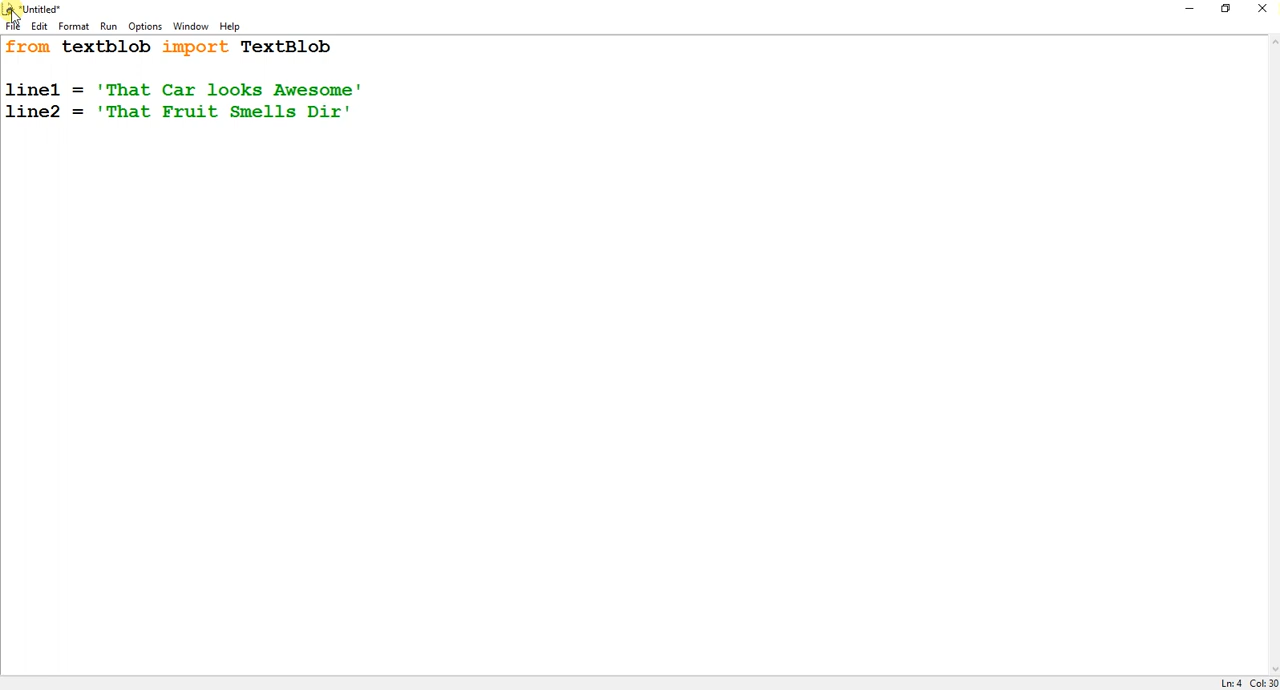 *Untitled*
File Edit Format Run Options Window Help
from textblob import TextBlob
line1 = 'That Car looks Awesome'
line2 = 'That Fruit Smells Dir'
Ln: 4 Col: 30